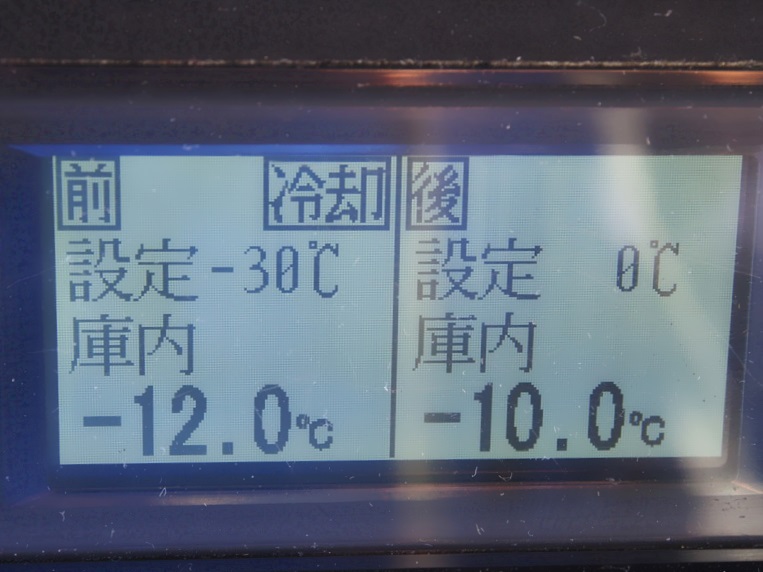 前 冷却
設定 -30℃
庫内
-12.0℃
後
設定 0℃
庫内
-10.0℃